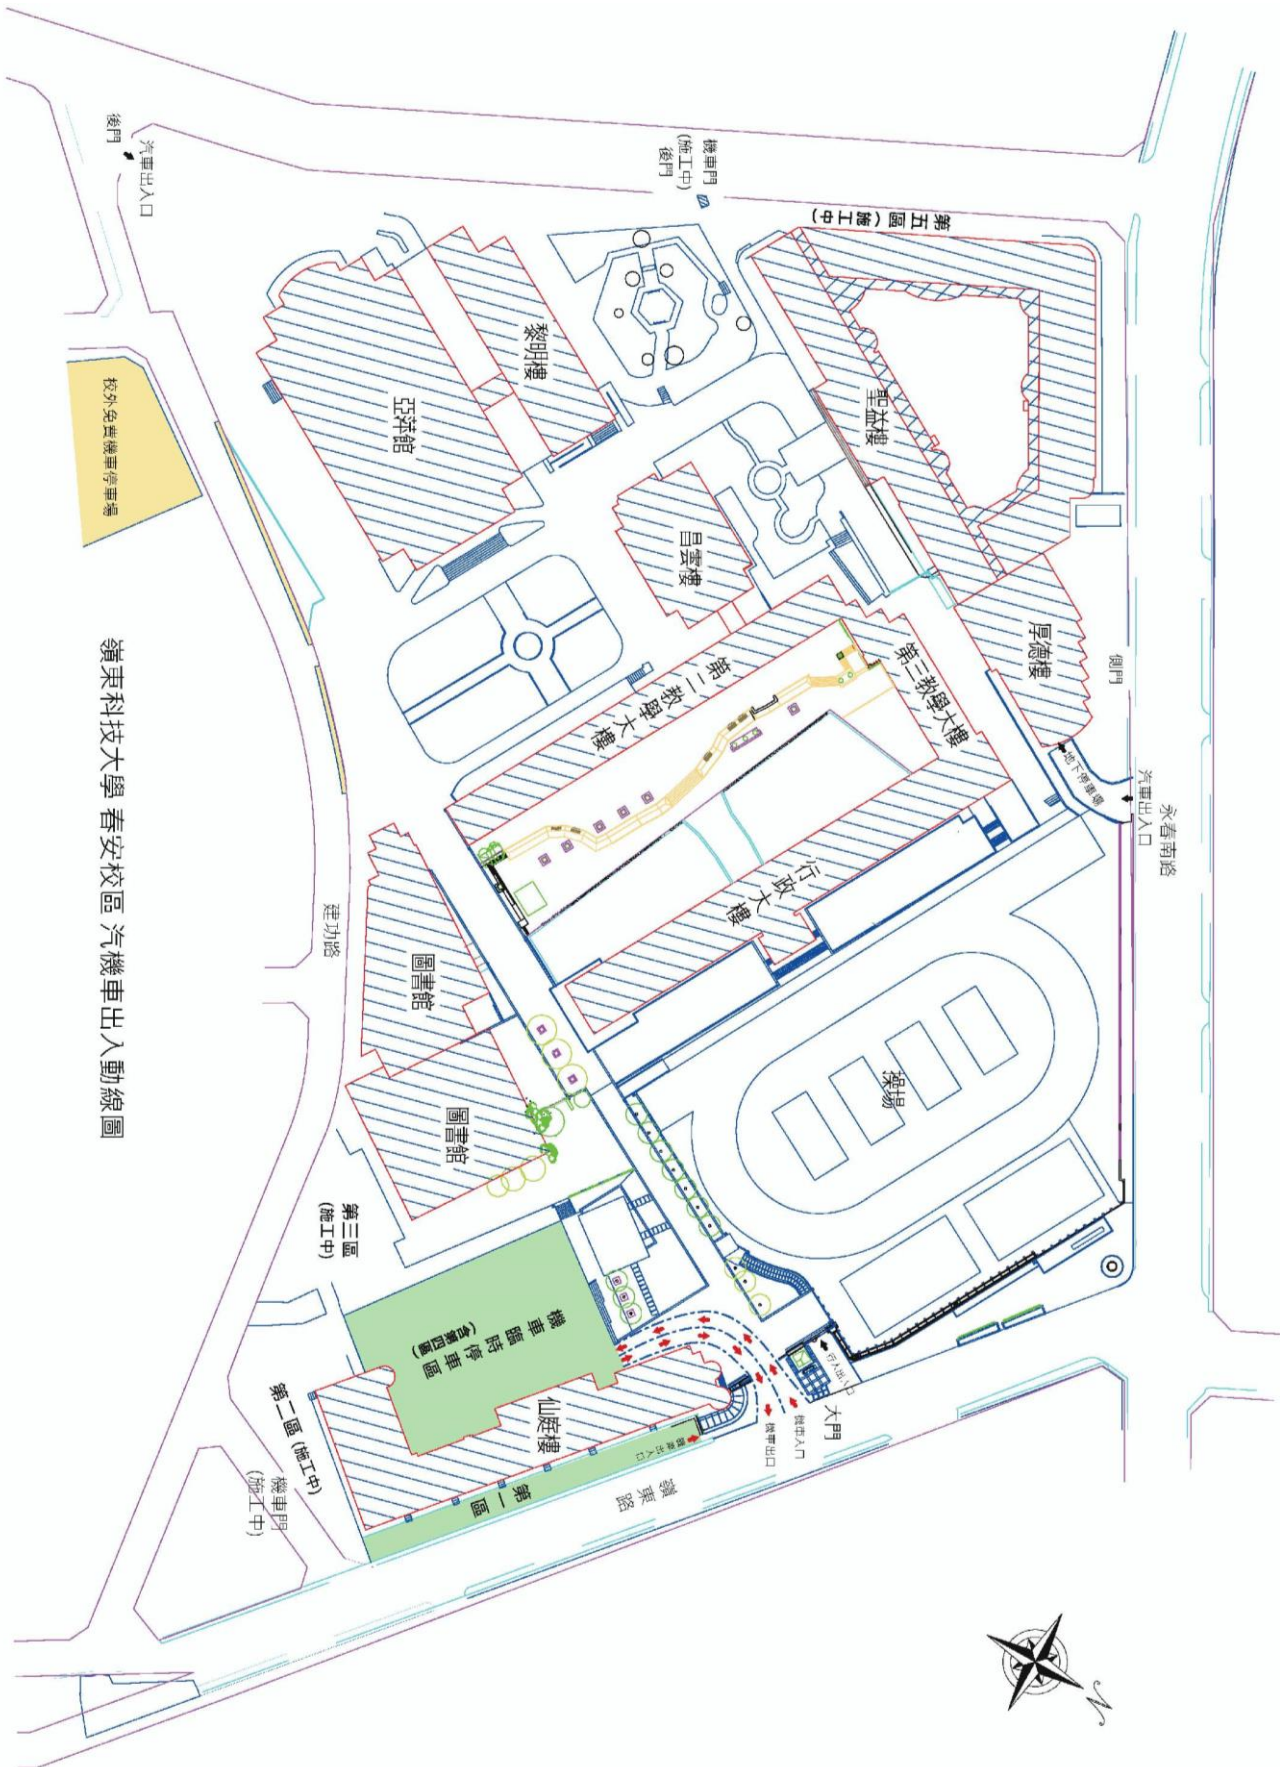 嶺東科技大學 春安校區 汽機車出入動線圖
後門
汽車出入口
校外免費機車停車場
機車門
(施工中)
後門
第五區 (施工中)
黎明樓
聖益樓
昌雲樓
厚德樓
側門
地下停車場
汽車出入口
永春南路
第二教學大樓
第三教學大樓
行政大樓
建功路
圖書館
圖書館
操場
第三區
(施工中)
機車臨時停車區
(含第四區)
仙庭樓
行人出入口
大門
機車入口
機車出口
機車出入口
第一區
嶺東路
第二區 (施工中)
機車門
(施工中)
N